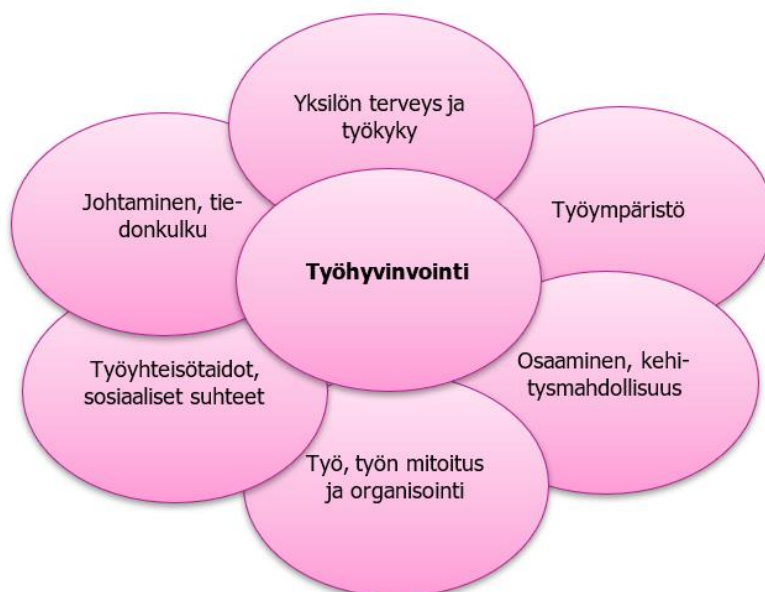 Yksilön terveys ja
työkyky
Johtaminen, tie-
donkulku
Työympäristö
Työhyvinvointi
Työyhteisötaidot,
sosiaaliset suhteet
Osaaminen, kehi-
tysmahdollisuus
Työ, työn mitoitus
ja organisointi